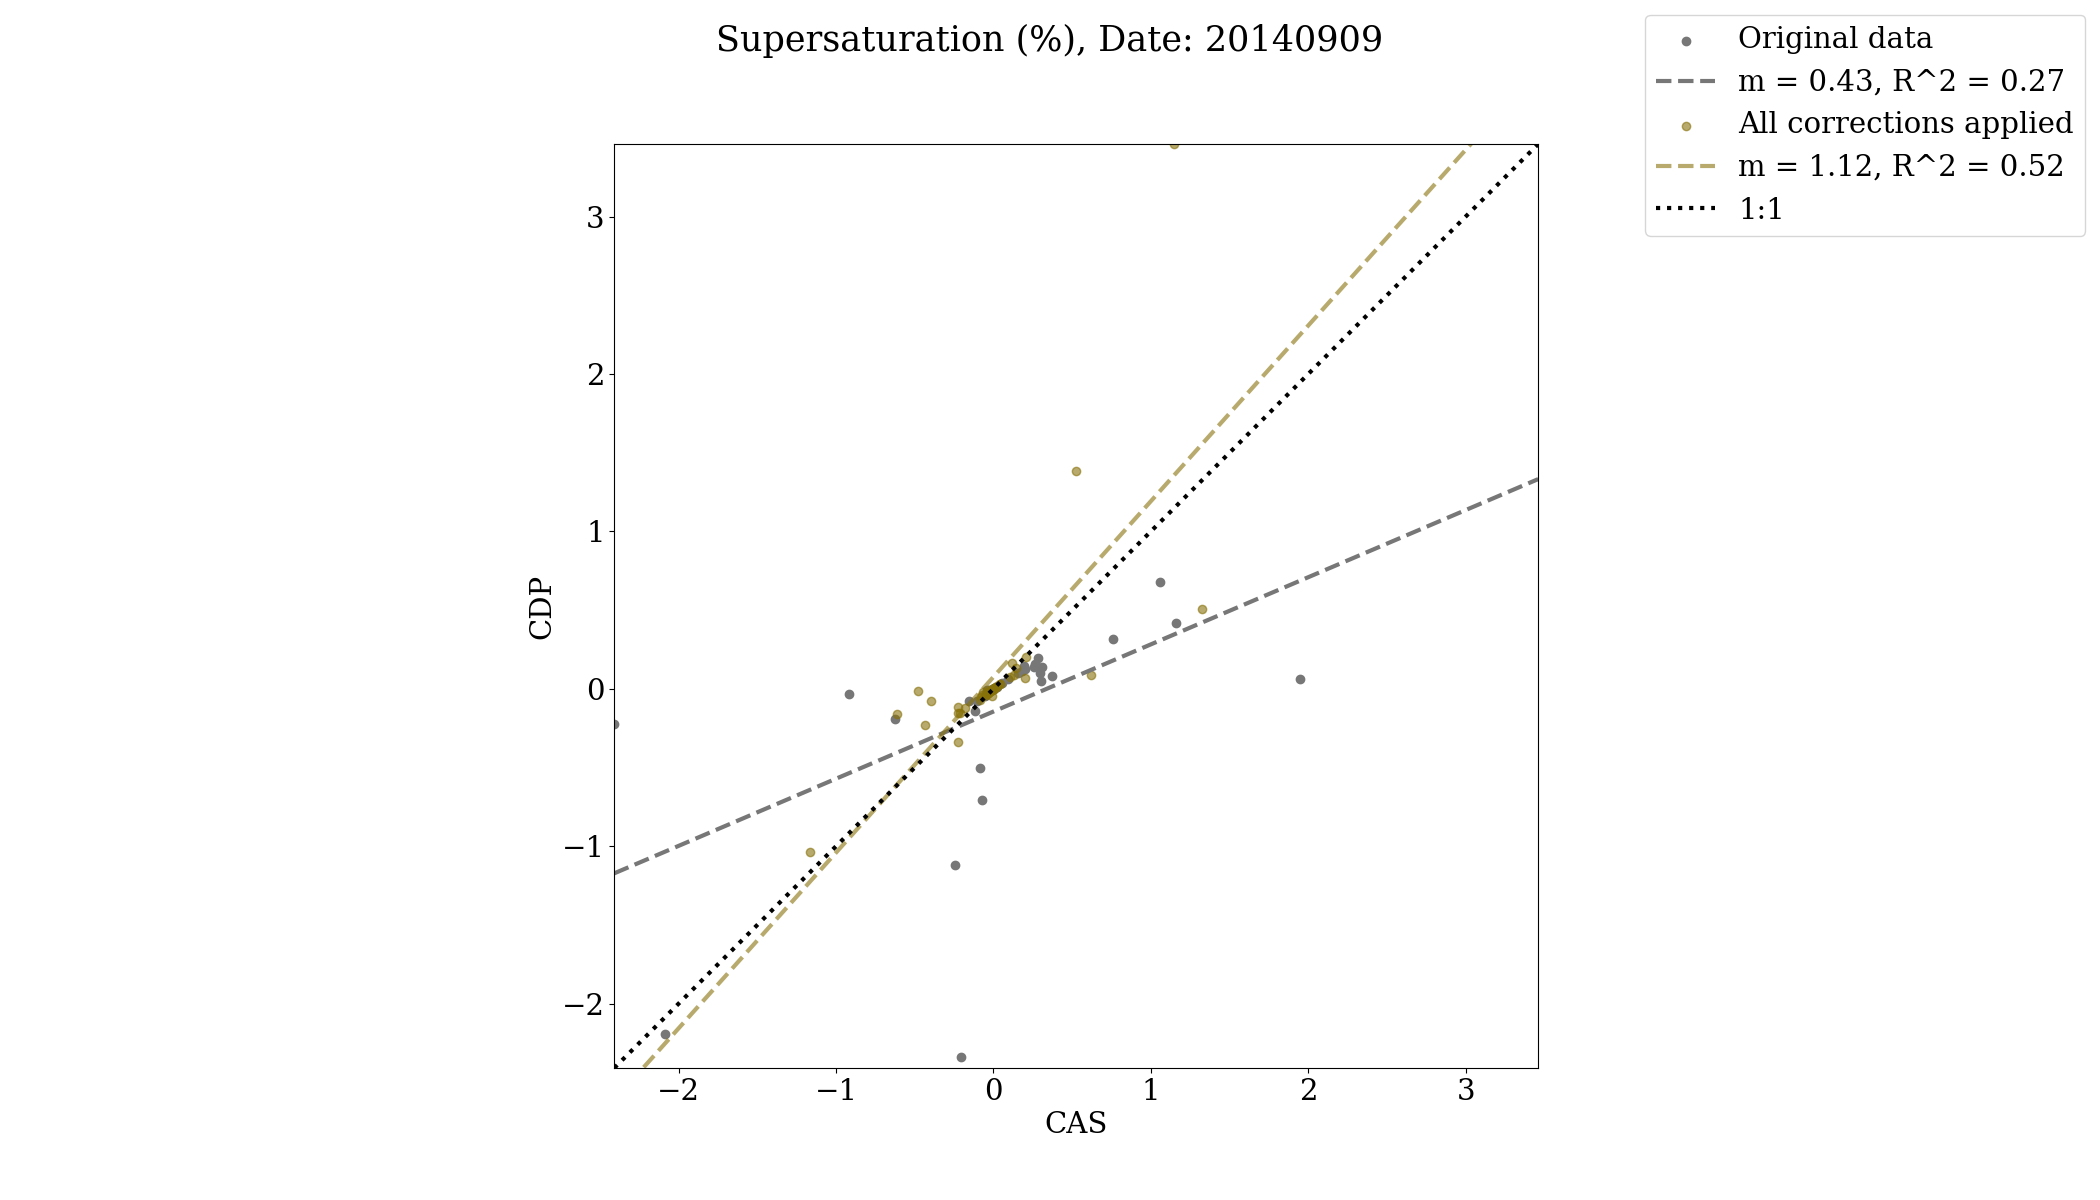 Supersaturation (%), Date: 20140909
Original data
m = 0.43, R^2 = 0.27
All corrections applied
m = 1.12, R^2 = 0.52
1:1
3
2
1
0
−1
−2
CDP
−2 −1 0 1 2 3
CAS